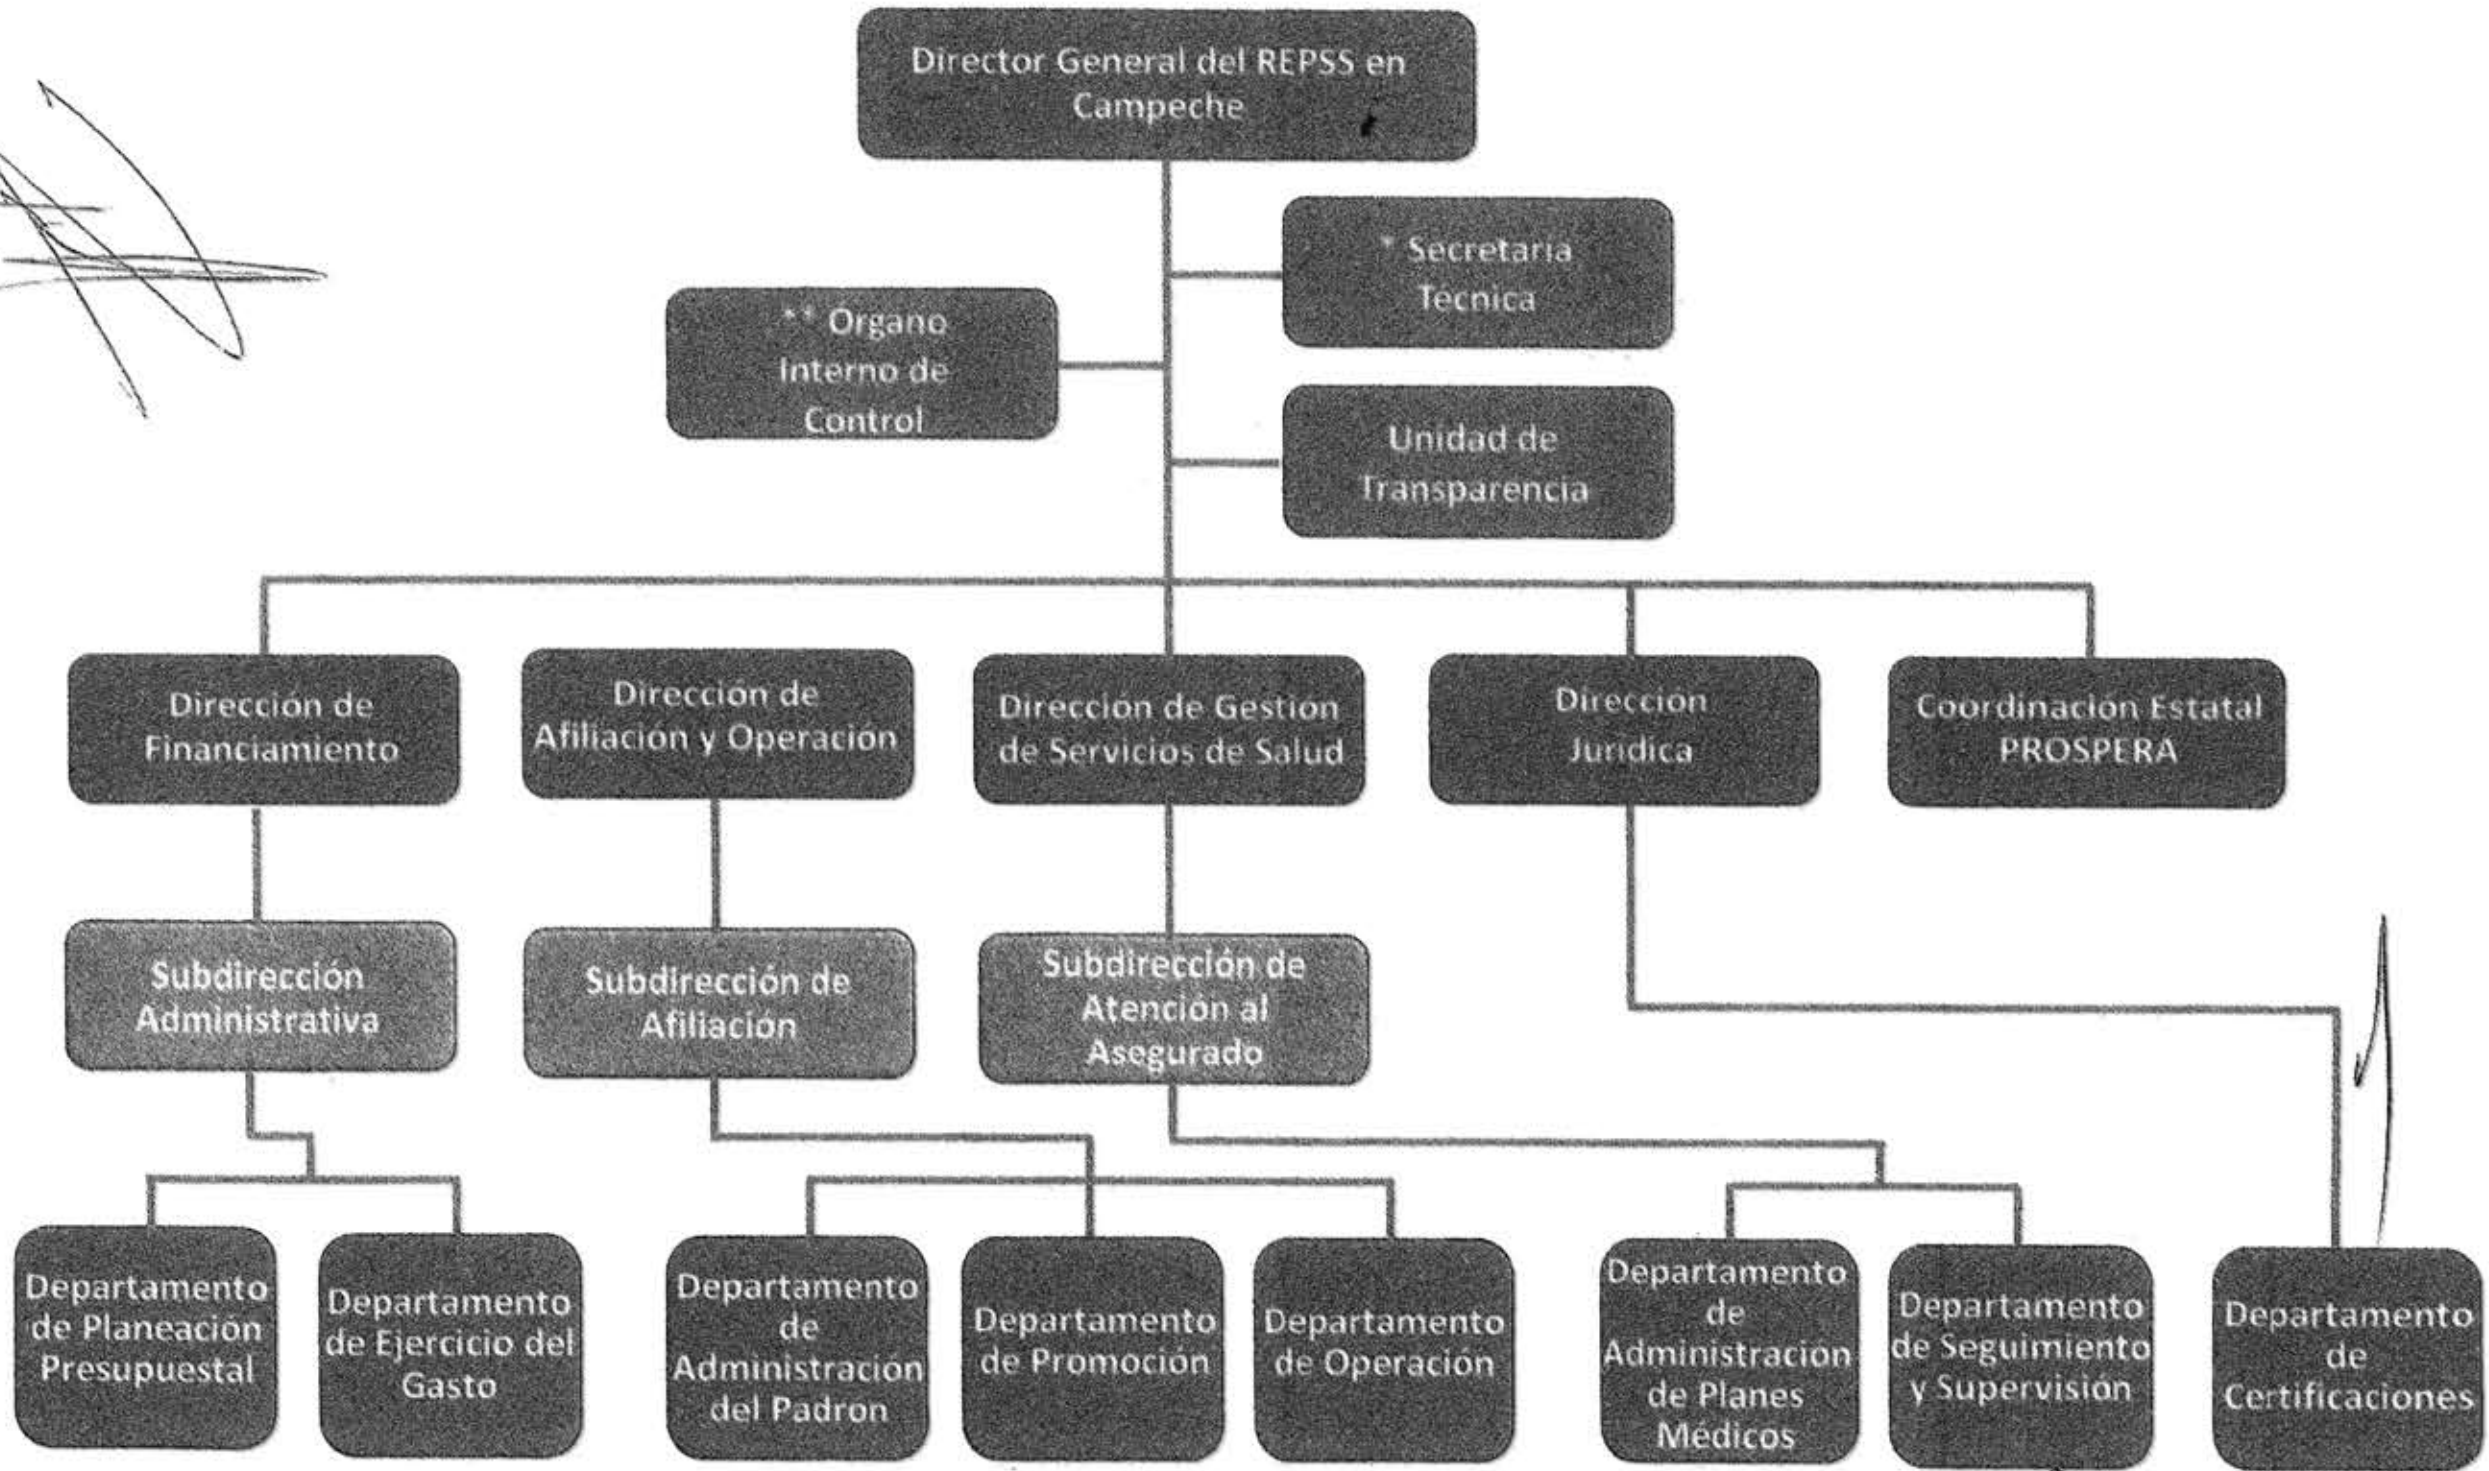 Director General del REPSS en
Campeche
* Secretaria
Técnica
** Órgano
Interno de
Control
Unidad de
Transparencia
Dirección de
Financiamiento
Dirección de
Afiliación y Operación
Dirección de Gestión
de Servicios de Salud
Dirección
Jurídica
Coordinación Estatal
PROSPERA
Subdirección
Administrativa
Subdirección de
Afiliación
Subdirección de
Atención al
Asegurado
Departamento
de Planeación
Presupuestal
Departamento
de Ejercicio del
Gasto
Departamento
de
Administración
del Padron
Departamento
de Promoción
Departamento
de Operación
Departamento
de
Administración
de Planes
Médicos
Departamento
de Seguimiento
y Supervisión
Departamento
de
Certificaciones